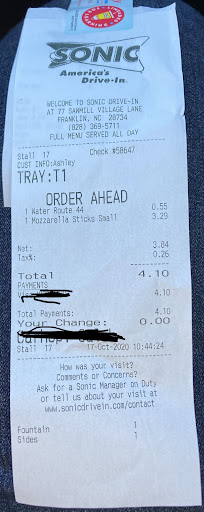 SONIC
America's
Drive-In.
WELCOME TO SONIC DRIVE-IN
AT 77 SAWMILL VILLAGE LANE
FRANKLIN, NC 28734
(828) 369-5711
FULL MENU SERVED ALL DAY
Stall 17 Check #58647
CUST INFO:Ashley
TRAY:T1
ORDER AHEAD
1 Water Route 44 0.55
1 Mozzarella Sticks Small 3.29
Net: 3.84
Tax%: 0.26
Total 4.10
PAYMENTS
4.10
Total Payments: 4.10
Your Change: 0.00
Stall 17 17-Oct-2020 10:44:24
How was your visit?
Comments or Concerns?
Ask for a Sonic Manager on Duty
or tell us about your visit at
www.sonicdrivein.com/contact
Fountain 1
Sides 1